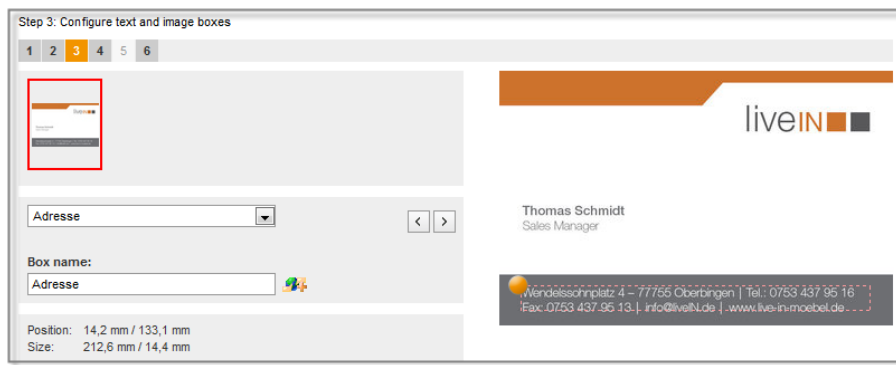 Step 3: Configure text and image boxes
1 2 3 4 5 6
liveIN
Adresse
< >
Box name:
Adresse
Position: 14,2 mm / 133,1 mm
Size: 212,6 mm / 14,4 mm
Thomas Schmidt
Sales Manager
Wendelssohnplatz 4 – 77755 Oberbingen | Tel.: 0753 437 95 16
Fax: 0753 437 95 13 | info@liveIN.de | www.live-in-moebel.de